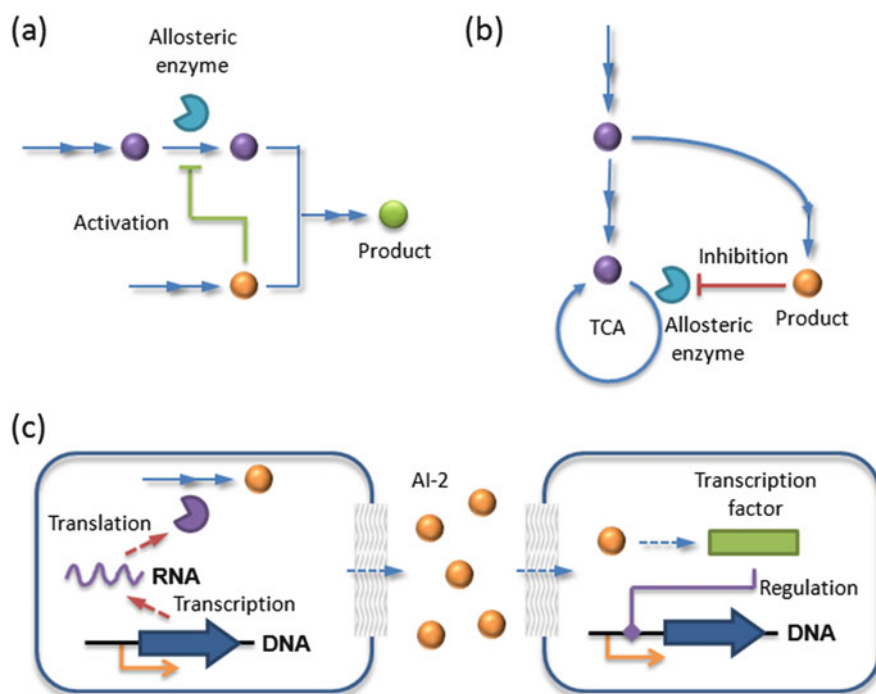 (a)
Allosteric
enzyme
Activation
Product
(b)
Inhibition
TCA
Allosteric
enzyme
Product
(c)
Translation
RNA
Transcription
DNA
AI-2
Transcription
factor
Regulation
DNA